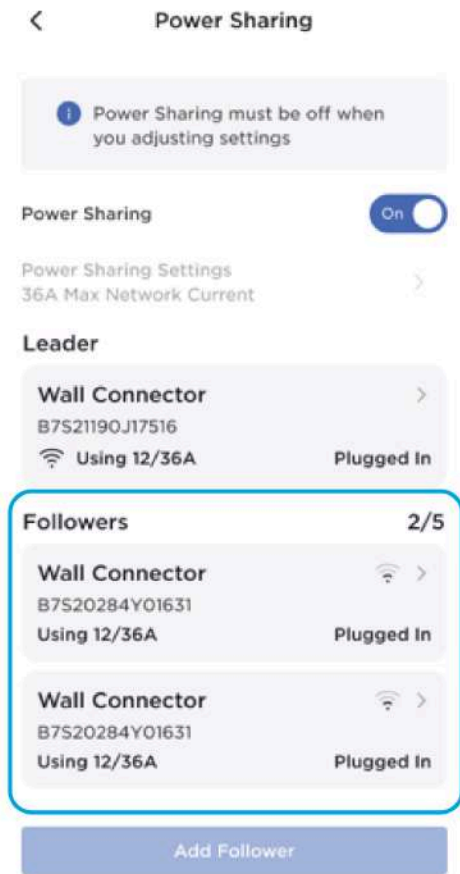 Power Sharing
Power Sharing must be off when
you adjusting settings
Power Sharing
On
Power Sharing Settings
36A Max Network Current
Leader
Wall Connector
B7S21190J17516
Using 12/36A
Plugged In
Followers
2/5
Wall Connector
B7S20284Y01631
Using 12/36A
Plugged In
Wall Connector
B7S20284Y01631
Using 12/36A
Plugged In
Add Follower